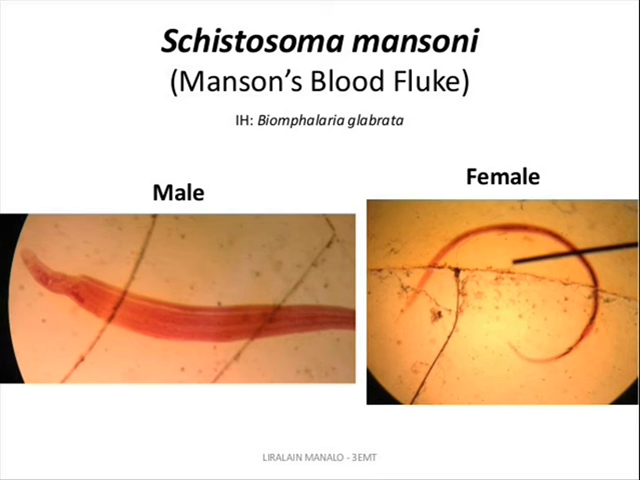 Schistosoma mansoni
(Manson's Blood Fluke)
IH: Biomphalaria glabrata
Male
Female
LIRALAIN MANALO - 3EMT